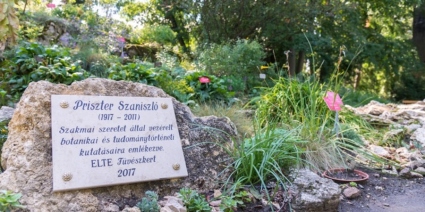 Priszter Szaniszló
(1917 - 2011)
Szakmai szeretet által vezérelt
botanikai és tudománytörténeti
kutatásaira emlékezve.
ELTE Füvészkert
2017